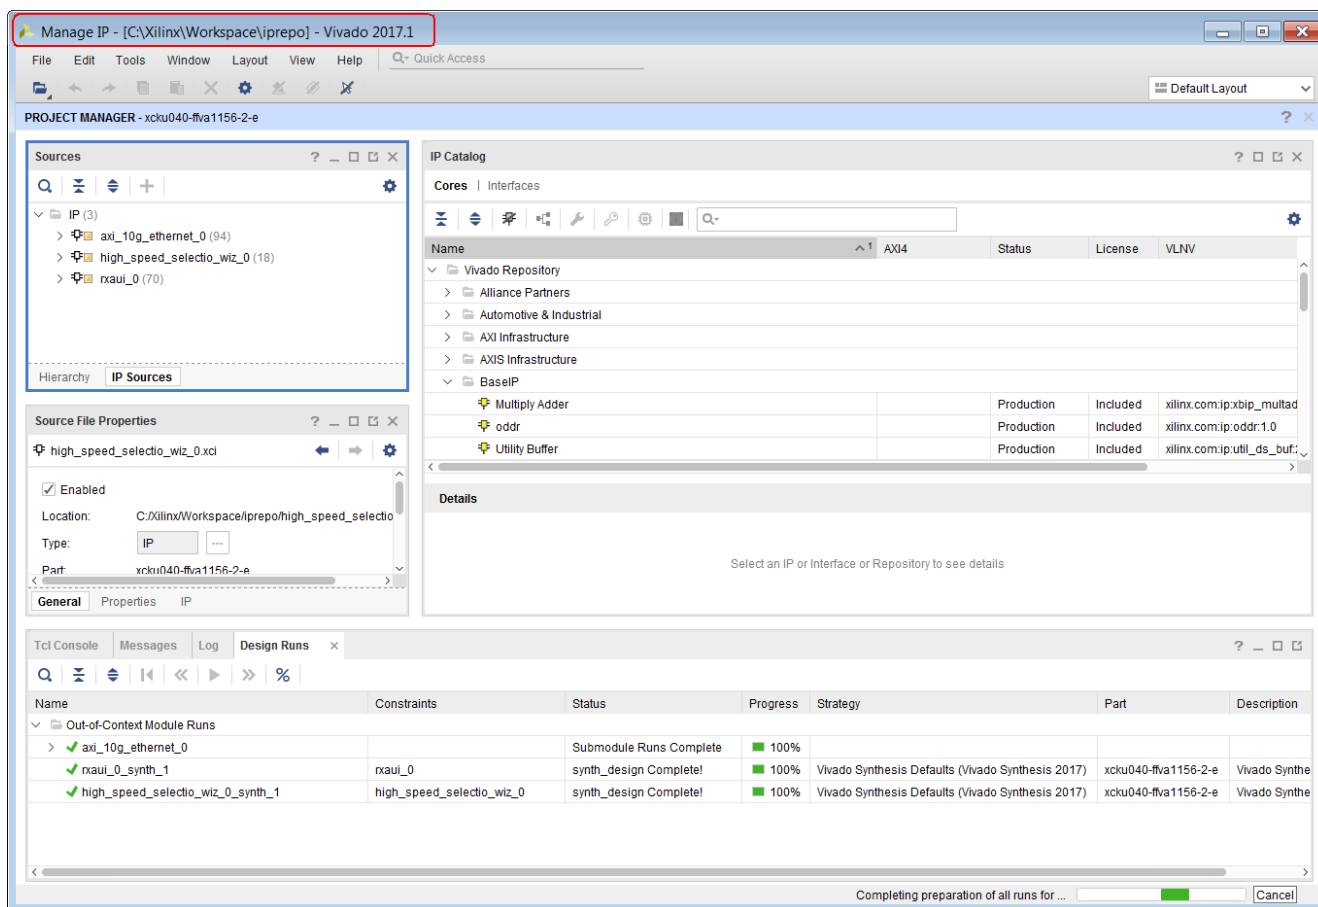 Manage IP - [C:\Xilinx\Workspace\iprepo] - Vivado 2017.1
File Edit Tools Window Layout View Help Quick Access
Default Layout
PROJECT MANAGER - xcku040-ffva1156-2-e
Sources
IP (3)
axi_10g_ethernet_0 (94)
high_speed_selectio_wiz_0 (18)
rxaui_0 (70)
Hierarchy IP Sources
Source File Properties
high_speed_selectio_wiz_0.xci
Enabled
Location: C:/Xilinx/Workspace/iprepo/high_speed_selectio
Type: IP
Part: xcku040-ffva1156-2-e
General Properties IP
IP Catalog
Cores | Interfaces
Name 1 AXI4 Status License VLNV
Vivado Repository
Alliance Partners
Automotive & Industrial
AXI Infrastructure
AXIS Infrastructure
BaseIP
Multiply Adder Production Included xilinx.com:ip:xbip_multad
oddr Production Included xilinx.com:ip:oddr:1.0
Utility Buffer Production Included xilinx.com:ip:util_ds_buf:
Details
Select an IP or Interface or Repository to see details
Tcl Console Messages Log Design Runs
Name Constraints Status Progress Strategy Part Description
Out-of-Context Module Runs
axi_10g_ethernet_0 Submodule Runs Complete 100%
rxaui_0_synth_1 rxaui_0 synth_design Complete! 100% Vivado Synthesis Defaults (Vivado Synthesis 2017) xcku040-ffva1156-2-e Vivado Synthe
high_speed_selectio_wiz_0_synth_1 high_speed_selectio_wiz_0 synth_design Complete! 100% Vivado Synthesis Defaults (Vivado Synthesis 2017) xcku040-ffva1156-2-e Vivado Synthe
Completing preparation of all runs for ... Cancel